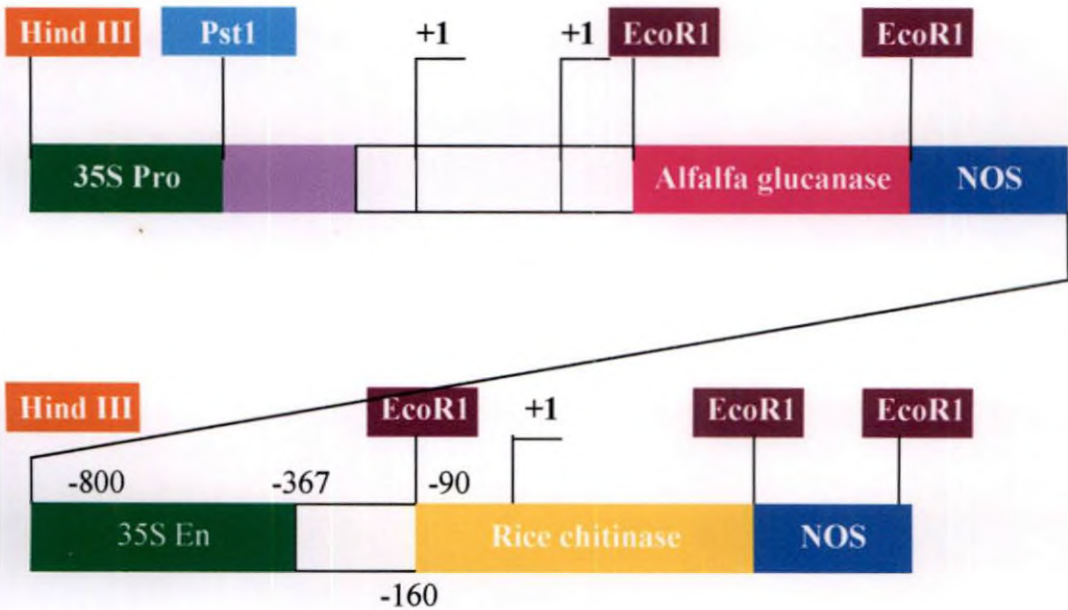 Hind III Pst1 +1 +1 EcoR1 EcoR1
35S Pro Alfalfa glucanase NOS
Hind III EcoR1 +1 EcoR1 EcoR1
-800 -367 -90
35S En Rice chitinase NOS
-160